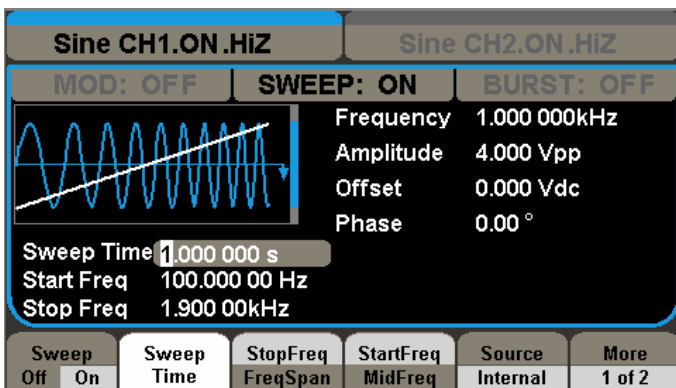 Sine CH1.ON.HiZ
Sine CH2.ON.HiZ
MOD: OFF
SWEEP: ON
BURST: OFF
Frequency 1.000 000kHz
Amplitude 4.000 Vpp
Offset 0.000 Vdc
Phase 0.00 °
Sweep Time 1.000 000 s
Start Freq 100.000 00 Hz
Stop Freq 1.900 00kHz
Sweep Sweep StopFreq StartFreq Source More
Off On Time FreqSpan MidFreq Internal 1 of 2